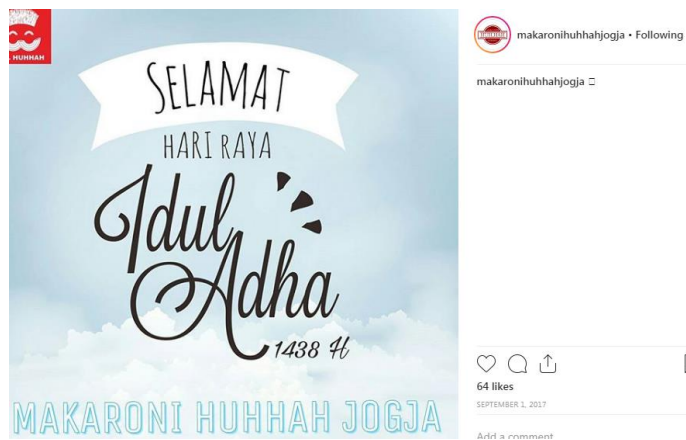 HUHHAH
SELAMAT
HARI RAYA
Idul
Adha
1438 H
MAKARONI HUHHAH JOGJA
makaronihuhhahjogja • Following
makaronihuhhahjogja
64 likes
SEPTEMBER 1, 2017
Add a comment